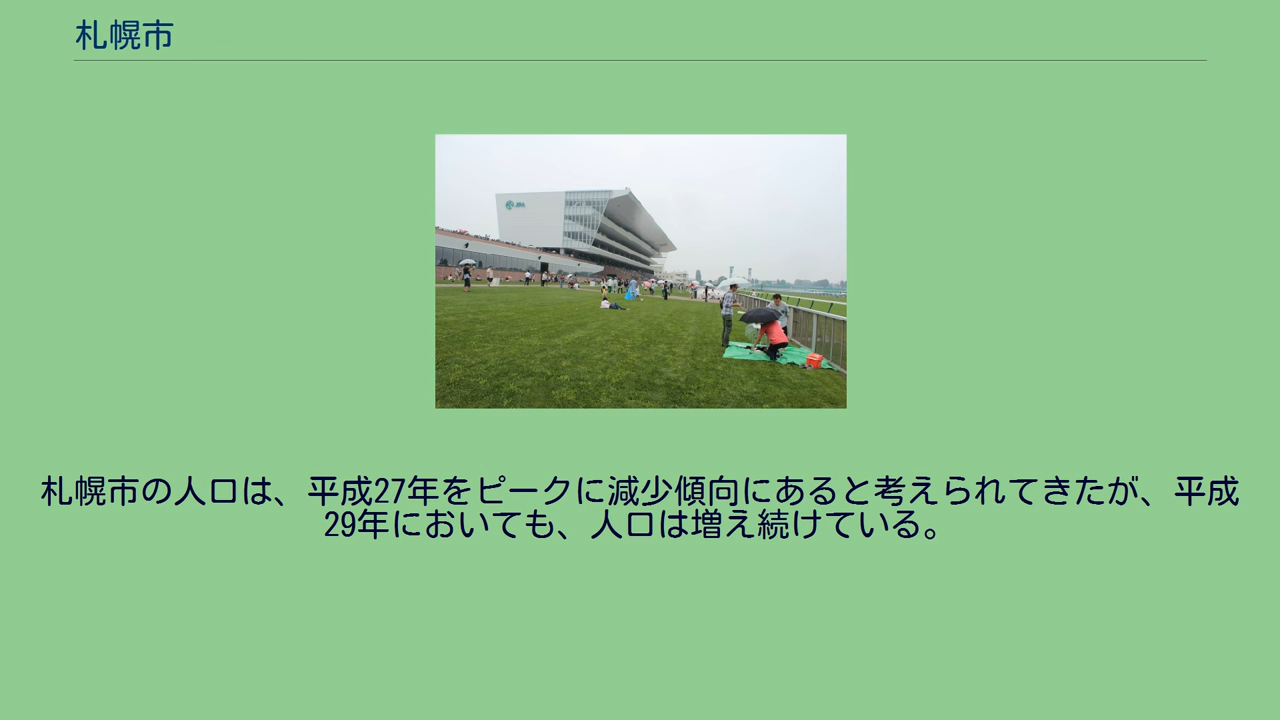 札幌市
JRA
札幌市の人口は、平成27年をピークに減少傾向にあると考えられてきたが、平成
29年においても、人口は増え続けている。